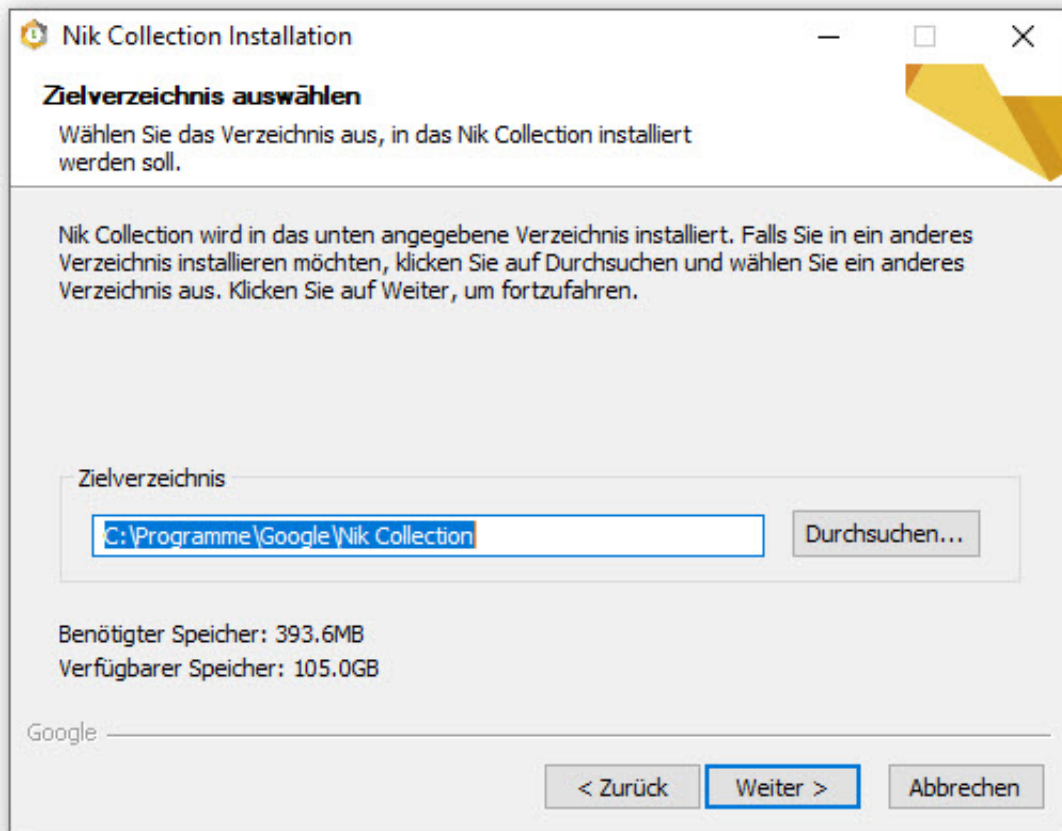 Nik Collection Installation
Zielverzeichnis auswählen
Wählen Sie das Verzeichnis aus, in das Nik Collection installiert
werden soll.
Nik Collection wird in das unten angegebene Verzeichnis installiert. Falls Sie in ein anderes
Verzeichnis installieren möchten, klicken Sie auf Durchsuchen und wählen Sie ein anderes
Verzeichnis aus. Klicken Sie auf Weiter, um fortzufahren.
Zielverzeichnis
C:\Programme\Google\Nik Collection
Durchsuchen...
Benötigter Speicher: 393.6MB
Verfügbarer Speicher: 105.0GB
Google
< Zurück
Weiter >
Abbrechen